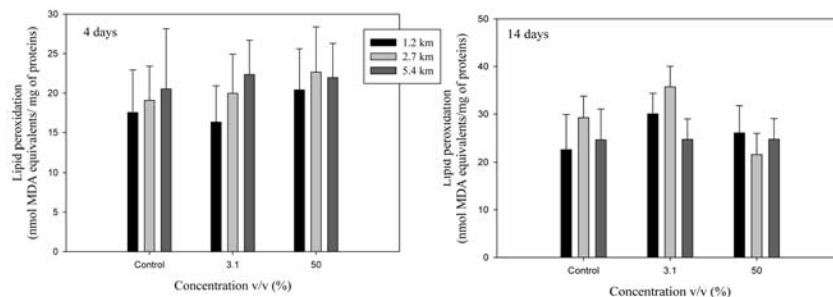 4 days
30
25
20
15
10
5
0
Lipid peroxidation
(nmol MDA equivalents/ mg of proteins)
Control 3.1 50
Concentration v/v (%)
1.2 km
2.7 km
5.4 km
14 days
50
40
30
20
10
0
Lipid peroxidation
(nmol MDA equivalents/mg of proteins)
Control 3.1 50
Concentration v/v (%)